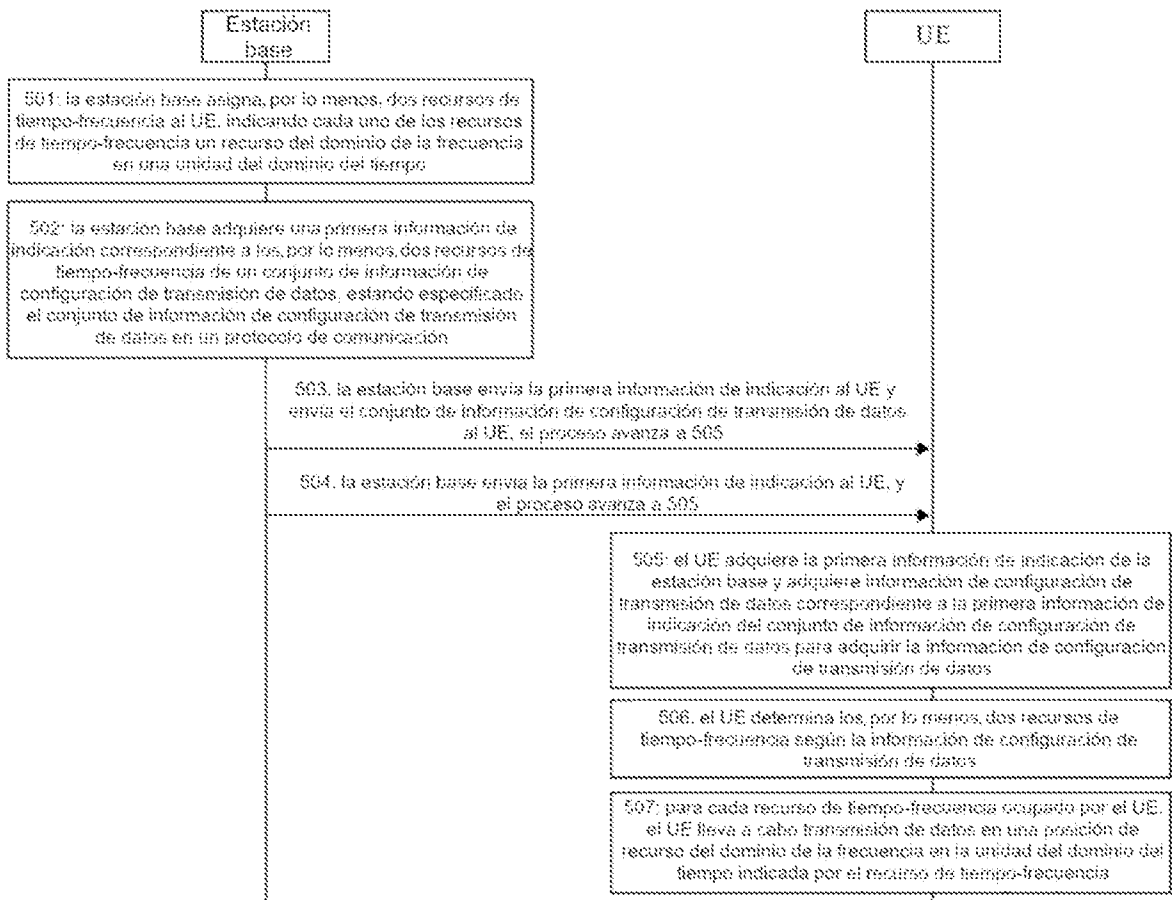 Estación
base
UE
501: la estación base asigna, por lo menos, dos recursos de
tiempo-frecuencia al UE, indicando cada uno de los recursos
de tiempo-frecuencia un recurso del dominio de la frecuencia
en una unidad del dominio del tiempo
502: la estación base adquiere una primera información de
indicación correspondiente a los, por lo menos, dos recursos de
tiempo-frecuencia de un conjunto de información de
configuración de transmisión de datos, estando especificado
el conjunto de información de configuración de transmisión
de datos en un protocolo de comunicación
503. la estación base envía la primera información de indicación al UE y
envía el conjunto de información de configuración de transmisión de datos
al UE, el proceso avanza a 505
504. la estación base envía la primera información de indicación al UE, y
el proceso avanza a 505
505: el UE adquiere la primera información de indicación de la
estación base y adquiere información de configuración de
transmisión de datos correspondiente a la primera información de
indicación del conjunto de información de configuración de
transmisión de datos para adquirir la información de configuración
de transmisión de datos
506. el UE determina los, por lo menos, dos recursos de
tiempo-frecuencia según la información de configuración de
transmisión de datos
507: para cada recurso de tiempo-frecuencia ocupado por el UE,
el UE lleva a cabo transmisión de datos en una posición de
recurso del dominio de la frecuencia en la unidad del dominio del
tiempo indicada por el recurso de tiempo-frecuencia